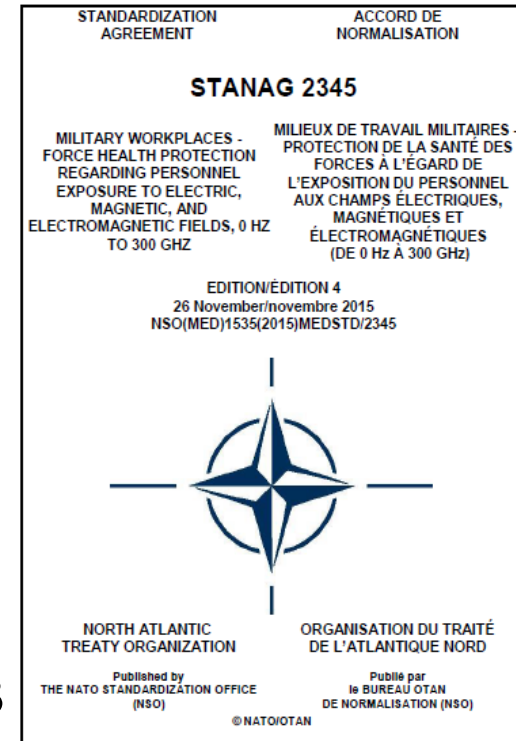 STANDARDIZATION
AGREEMENT
ACCORD DE
NORMALISATION
STANAG 2345
MILITARY WORKPLACES -
FORCE HEALTH PROTECTION
REGARDING PERSONNEL
EXPOSURE TO ELECTRIC,
MAGNETIC, AND
ELECTROMAGNETIC FIELDS, 0 HZ
TO 300 GHZ
MILIEUX DE TRAVAIL MILITAIRES -
PROTECTION DE LA SANTÉ DES
FORCES À L'ÉGARD DE
L'EXPOSITION DU PERSONNEL
AUX CHAMPS ÉLECTRIQUES,
MAGNÉTIQUES ET
ÉLECTROMAGNÉTIQUES
(DE 0 Hz À 300 GHz)
EDITION/ÉDITION 4
26 November/novembre 2015
NSO(MED)1535(2015)MEDSTD/2345
NORTH ATLANTIC
TREATY ORGANIZATION
ORGANISATION DU TRAITÉ
DE L'ATLANTIQUE NORD
Published by
THE NATO STANDARDIZATION OFFICE
(NSO)
Publié par
le BUREAU OTAN
DE NORMALISATION (NSO)
© NATO/OTAN